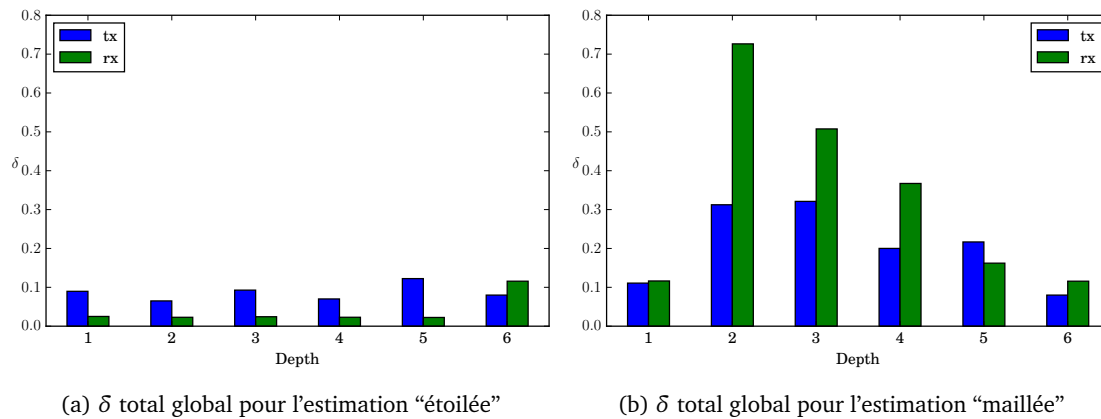 0.8
0.7
0.6
0.5
0.4
0.3
0.2
0.1
0.0
δ
tx
rx
1 2 3 4 5 6
Depth
(a) δ total global pour l'estimation “étoilée”
0.8
0.7
0.6
0.5
0.4
0.3
0.2
0.1
0.0
δ
tx
rx
1 2 3 4 5 6
Depth
(b) δ total global pour l'estimation “maillée”